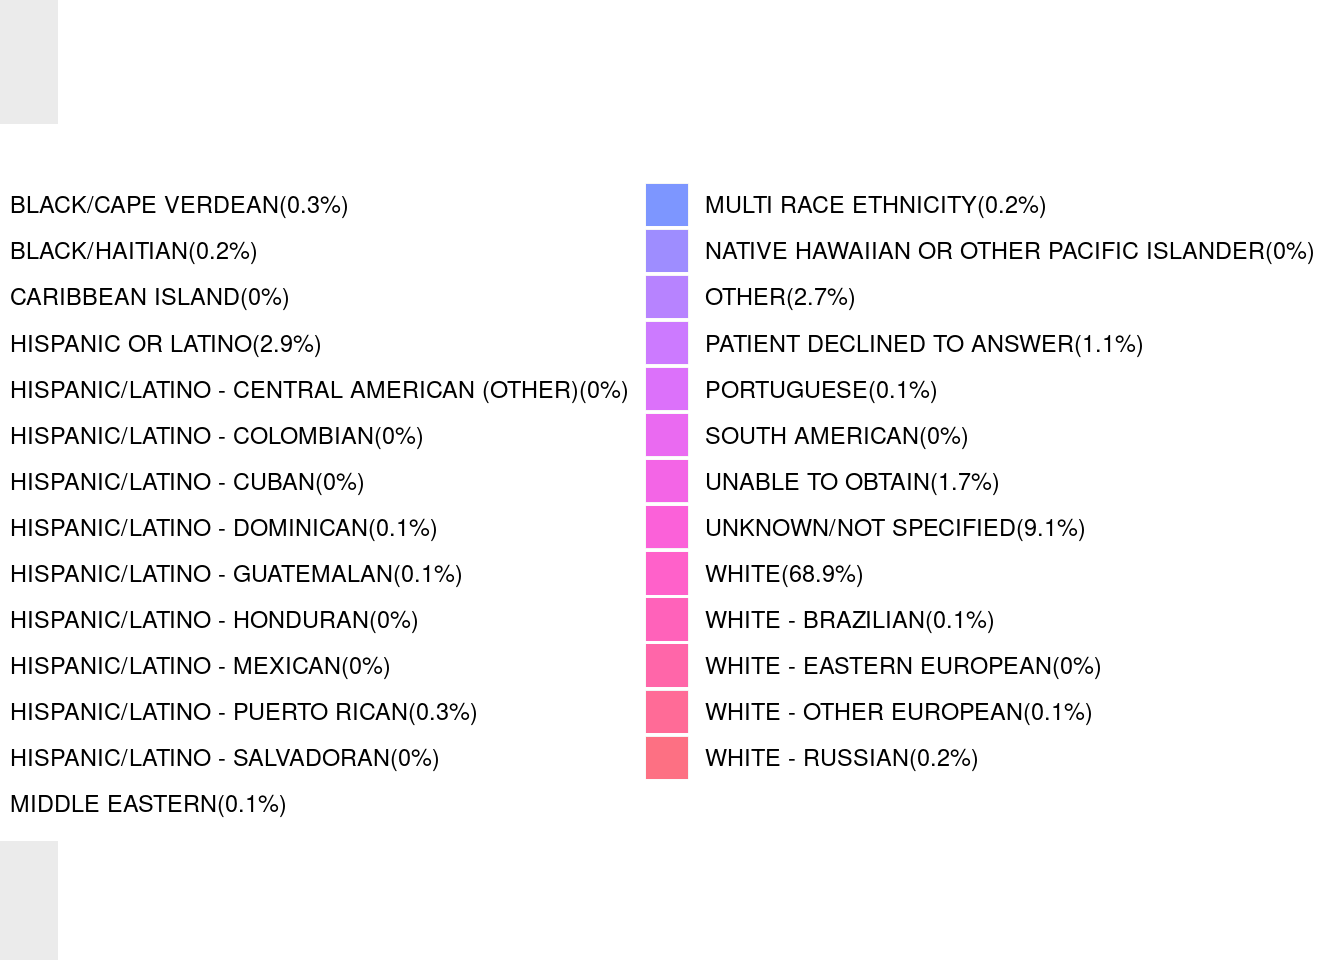 BLACK/CAPE VERDEAN(0.3%)
BLACK/HAITIAN(0.2%)
CARIBBEAN ISLAND(0%)
HISPANIC OR LATINO(2.9%)
HISPANIC/LATINO - CENTRAL AMERICAN (OTHER)(0%)
HISPANIC/LATINO - COLOMBIAN(0%)
HISPANIC/LATINO - CUBAN(0%)
HISPANIC/LATINO - DOMINICAN(0.1%)
HISPANIC/LATINO - GUATEMALAN(0.1%)
HISPANIC/LATINO - HONDURAN(0%)
HISPANIC/LATINO - MEXICAN(0%)
HISPANIC/LATINO - PUERTO RICAN(0.3%)
HISPANIC/LATINO - SALVADORAN(0%)
MIDDLE EASTERN(0.1%)
MULTI RACE ETHNICITY(0.2%)
NATIVE HAWAIIAN OR OTHER PACIFIC ISLANDER(0%)
OTHER(2.7%)
PATIENT DECLINED TO ANSWER(1.1%)
PORTUGUESE(0.1%)
SOUTH AMERICAN(0%)
UNABLE TO OBTAIN(1.7%)
UNKNOWN/NOT SPECIFIED(9.1%)
WHITE(68.9%)
WHITE - BRAZILIAN(0.1%)
WHITE - EASTERN EUROPEAN(0%)
WHITE - OTHER EUROPEAN(0.1%)
WHITE - RUSSIAN(0.2%)